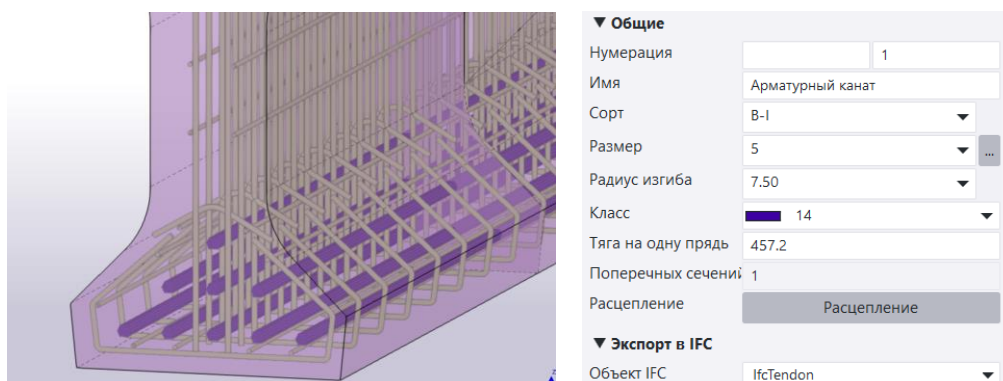 ▼ Общие
Нумерация 1
Имя Арматурный канат
Сорт B-I
Размер 5 ...
Радиус изгиба 7.50
Класс 14
Тяга на одну прядь 457.2
Поперечных сечений 1
Расцепление Расцепление
▼ Экспорт в IFC
Объект IFC IfcTendon